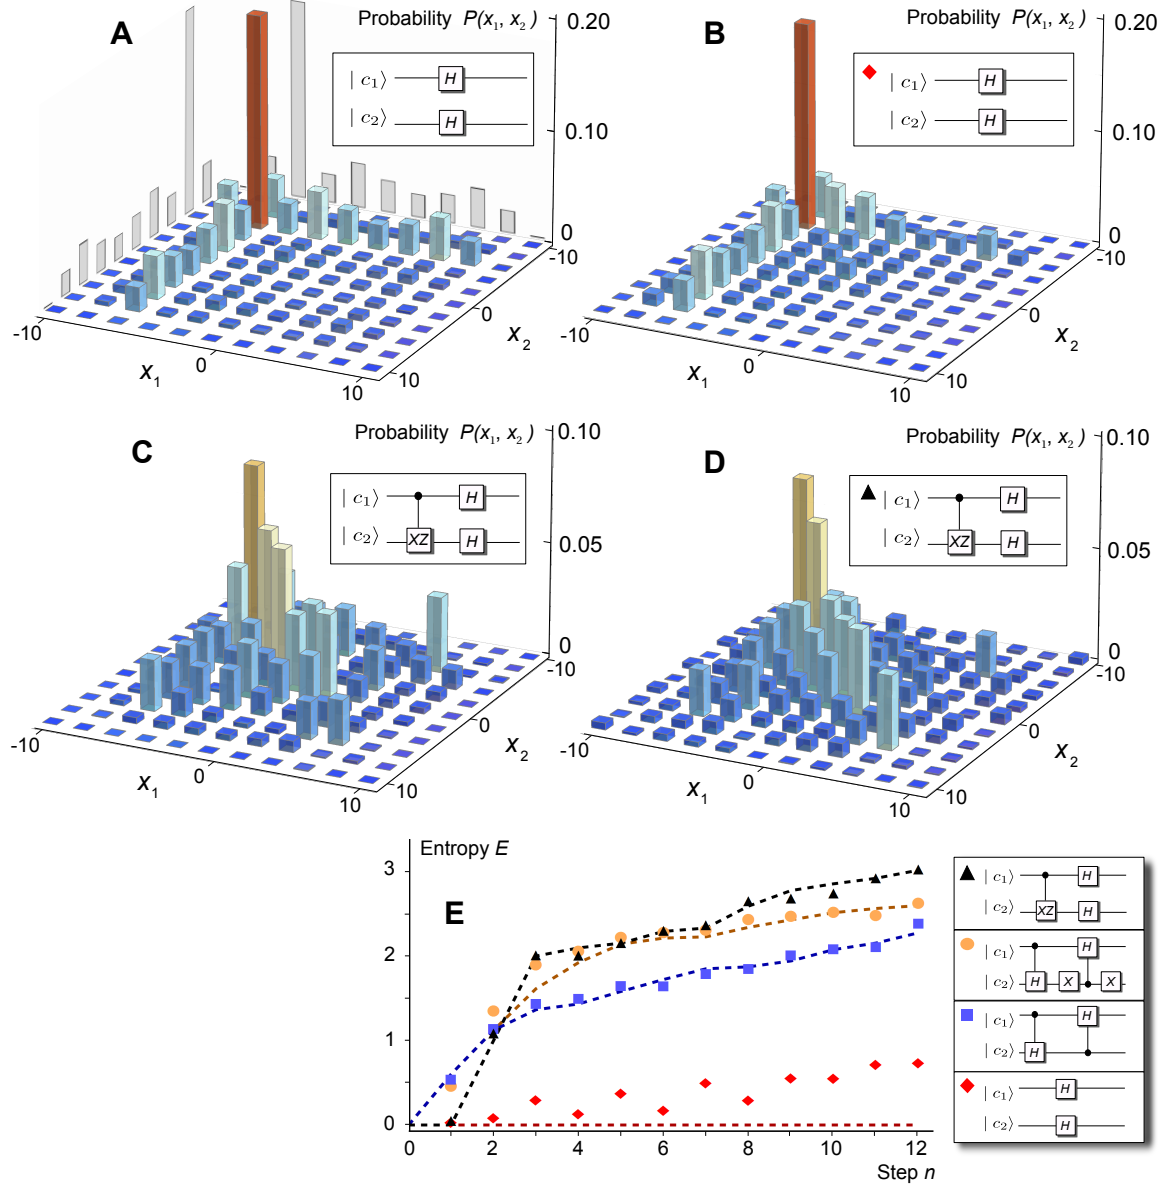 A
Probability P(x₁, x₂)
0.20
0.10
0
| c₁⟩ H
| c₂⟩ H
-10
0
10
x₁
-10
0
10
x₂
B
Probability P(x₁, x₂)
0.20
0.10
0
| c₁⟩ H
| c₂⟩ H
-10
0
10
x₁
-10
0
10
x₂
C
Probability P(x₁, x₂)
0.10
0.05
0
| c₁⟩ H
| c₂⟩ XZ H
-10
0
10
x₁
-10
0
10
x₂
D
Probability P(x₁, x₂)
0.10
0.05
0
| c₁⟩ H
| c₂⟩ XZ H
-10
0
10
x₁
-10
0
10
x₂
Entropy E
E
3
2
1
0
0 2 4 6 8 10 12
Step n
| c₁⟩ H
| c₂⟩ XZ H
| c₁⟩ H
| c₂⟩ H X X
| c₁⟩ H
| c₂⟩ H
| c₁⟩ H
| c₂⟩ H